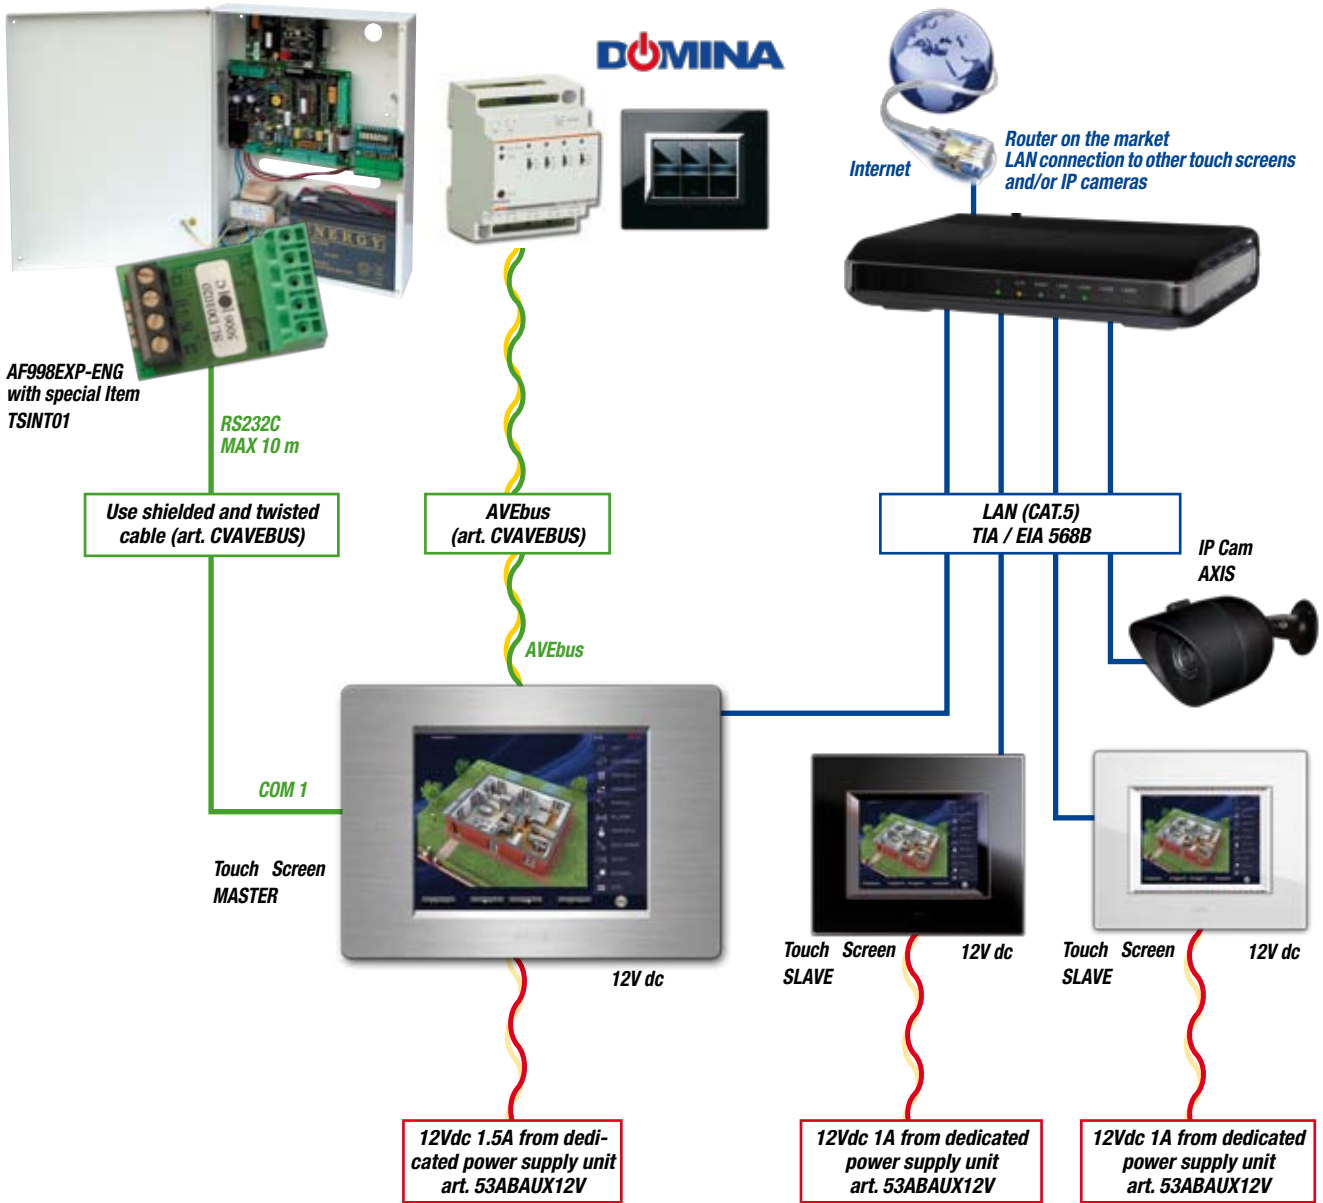 DOMINA
Internet
Router on the market
LAN connection to other touch screens
and/or IP cameras
ENERGY
SI.D01020
5006
C
AF998EXP-ENG
with special Item
TSINT01
RS232C
MAX 10 m
Use shielded and twisted
cable (art. CVAVEBUS)
AVEbus
(art. CVAVEBUS)
LAN (CAT.5)
TIA / EIA 568B
IP Cam
AXIS
AVEbus
COM 1
Touch Screen
MASTER
12V dc
Touch Screen
SLAVE
12V dc
Touch Screen
SLAVE
12V dc
12Vdc 1.5A from dedi-
cated power supply unit
art. 53ABAUX12V
12Vdc 1A from dedicated
power supply unit
art. 53ABAUX12V
12Vdc 1A from dedicated
power supply unit
art. 53ABAUX12V